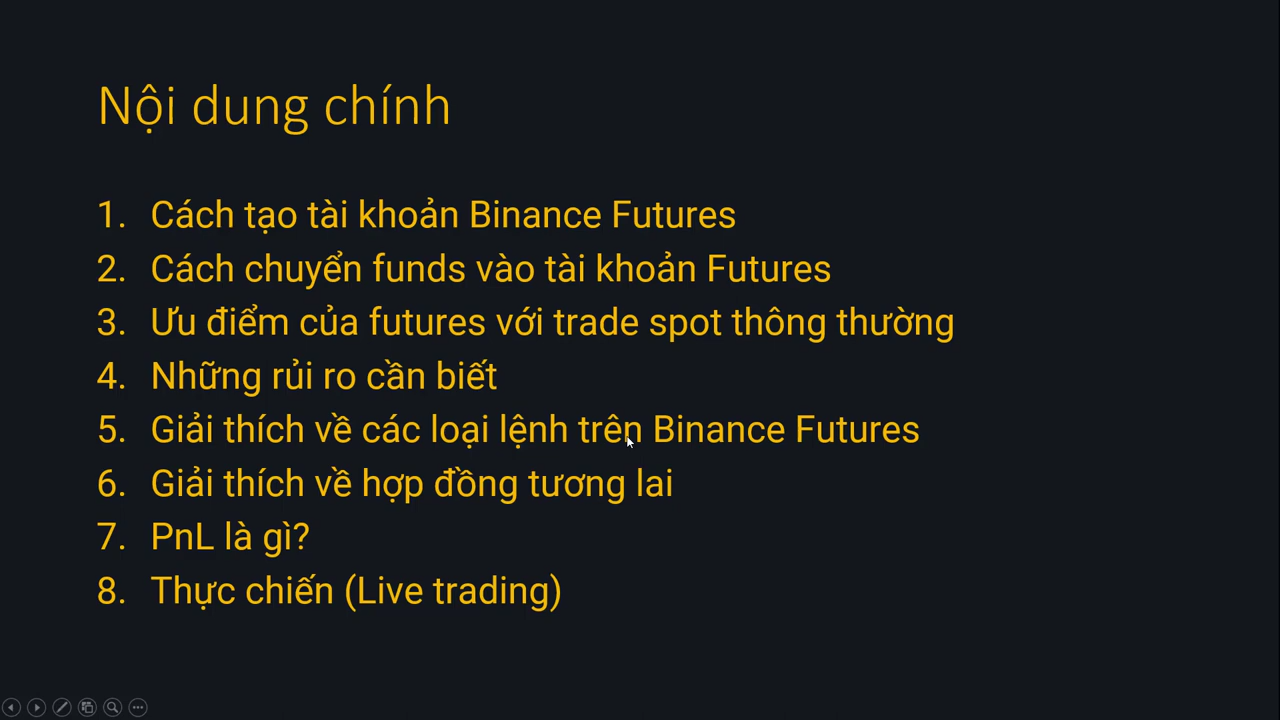 Nội dung chính
1. Cách tạo tài khoản Binance Futures
2. Cách chuyển funds vào tài khoản Futures
3. Ưu điểm của futures với trade spot thông thường
4. Những rủi ro cần biết
5. Giải thích về các loại lệnh trên Binance Futures
6. Giải thích về hợp đồng tương lai
7. PnL là gì?
8. Thực chiến (Live trading)